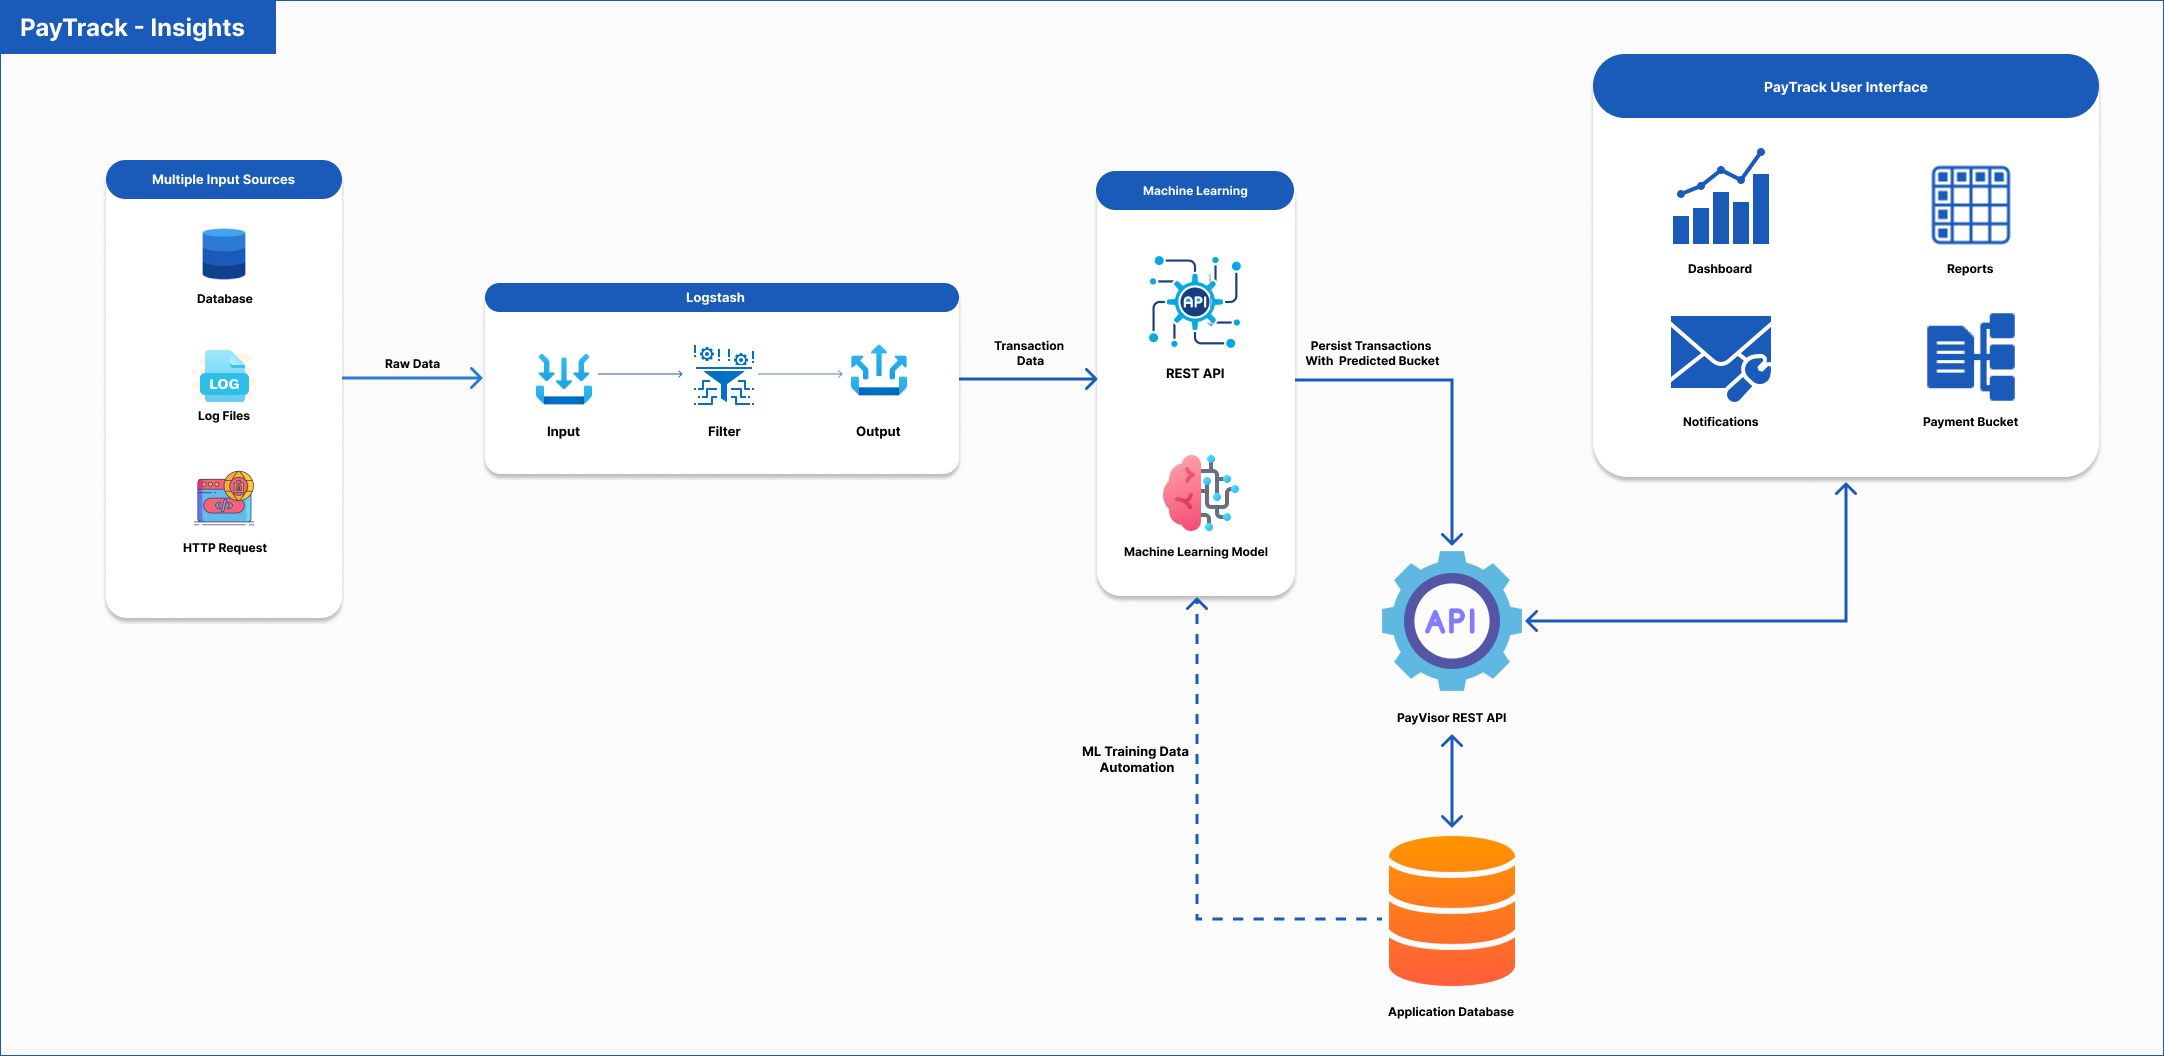 PayTrack - Insights
Multiple Input Sources
Database
LOG
Log Files
HTTP Request
Raw Data
Logstash
Input
Filter
Output
Transaction
Data
Machine Learning
API
REST API
Machine Learning Model
Persist Transactions
With Predicted Bucket
PayTrack User Interface
Dashboard
Reports
Notifications
Payment Bucket
API
PayVisor REST API
ML Training Data
Automation
Application Database